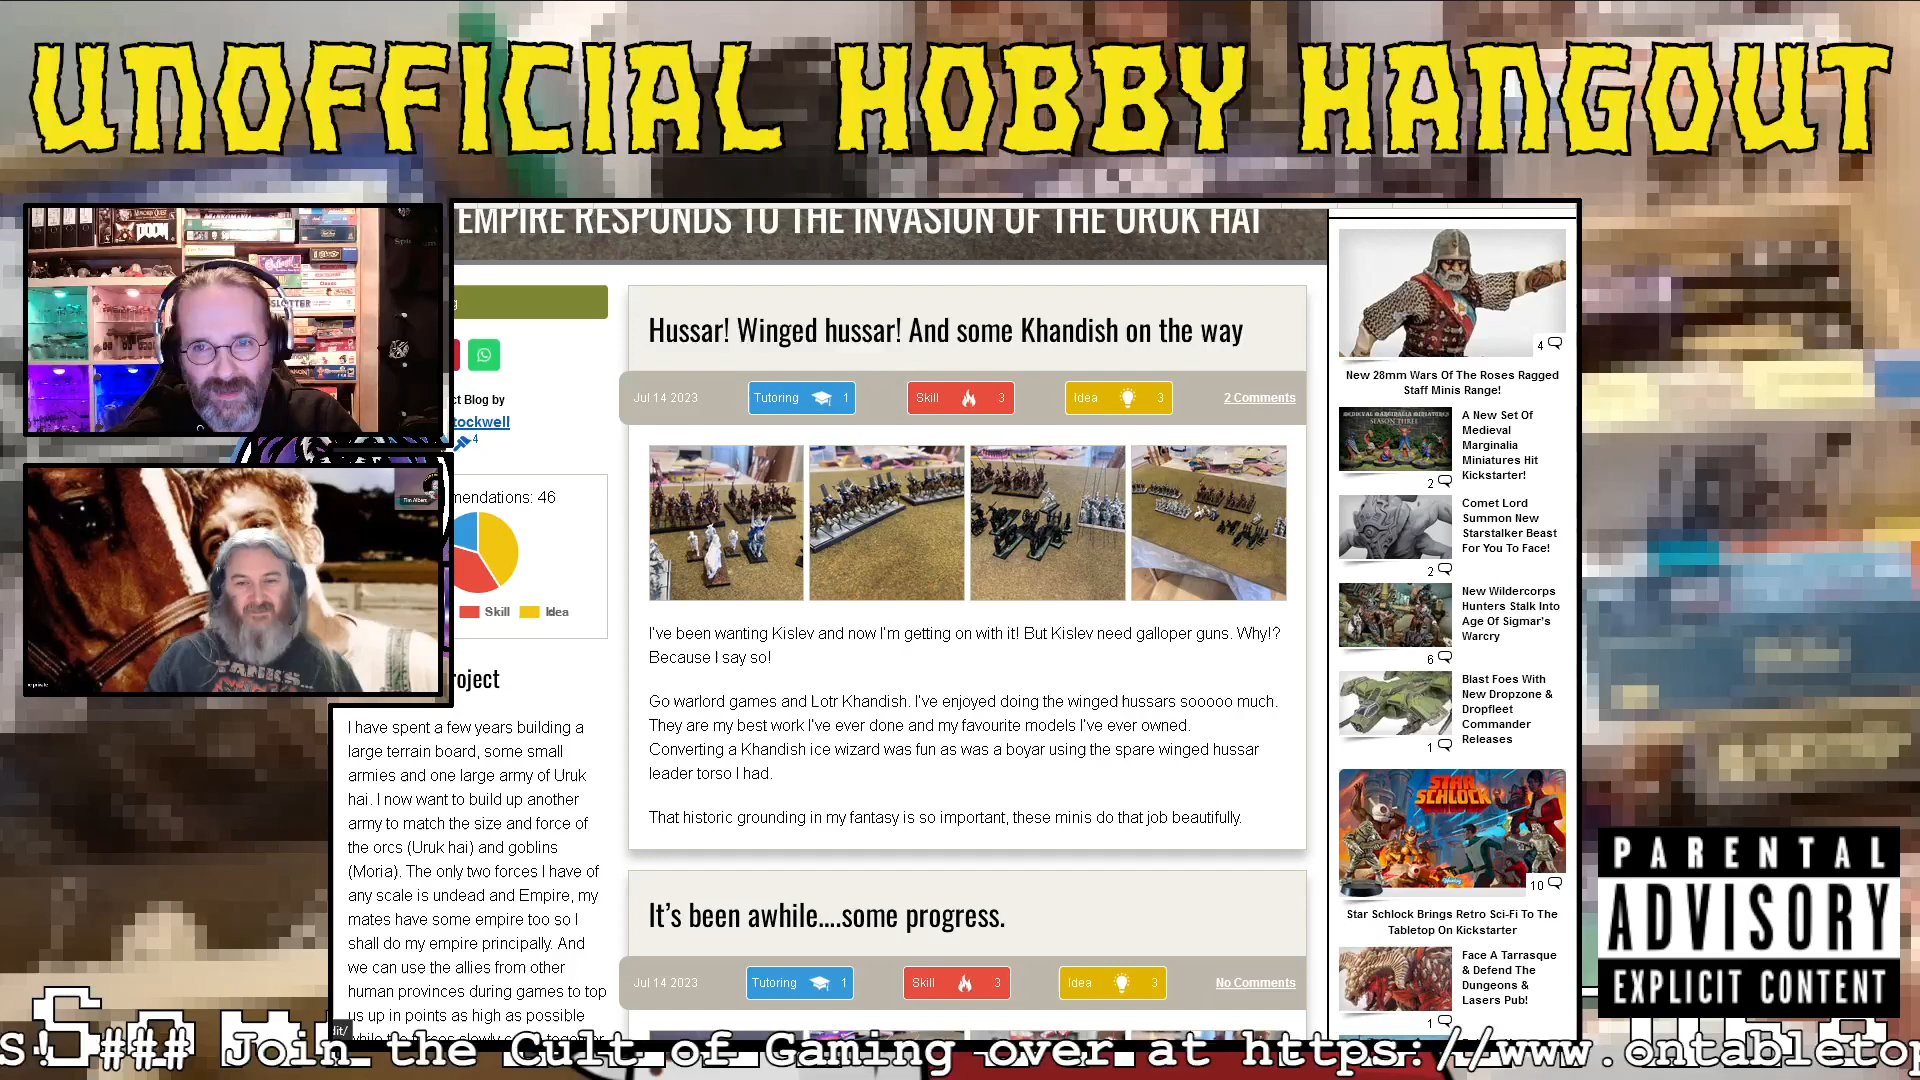 UNOFFICIAL HOBBY HANGOUT
EMPIRE RESPONDS TO THE INVASION OF THE URUK HAI
DOOM
Tim Albers
TANKS...
ct Blog by
tockwell
4
mendations: 46
Skill
Idea
roject
I have spent a few years building a
large terrain board, some small
armies and one large army of Uruk
hai. I now want to build up another
army to match the size and force of
the orcs (Uruk hai) and goblins
(Moria). The only two forces I have of
any scale is undead and Empire, my
mates have some empire too so I
shall do my empire principally. And
we can use the allies from other
human provinces during games to top
us up in points as high as possible
Hussar! Winged hussar! And some Khandish on the way
Jul 14 2023
Tutoring 1
Skill 3
Idea 3
2 Comments
I've been wanting Kislev and now I'm getting on with it! But Kislev need galloper guns. Why!?
Because I say so!
Go warlord games and Lotr Khandish. I've enjoyed doing the winged hussars sooooo much.
They are my best work I've ever done and my favourite models I've ever owned.
Converting a Khandish ice wizard was fun as was a boyar using the spare winged hussar
leader torso I had.
That historic grounding in my fantasy is so important, these minis do that job beautifully.
It's been awhile....some progress.
Jul 14 2023
Tutoring 1
Skill 3
Idea 3
No Comments
4
New 28mm Wars Of The Roses Ragged
Staff Minis Range!
MEDIEVAL MARGINALIA MINIATURES
SEASON THREE
2
A New Set Of
Medieval
Marginalia
Miniatures Hit
Kickstarter!
2
Comet Lord
Summon New
Starstalker Beast
For You To Face!
6
New Wildercorps
Hunters Stalk Into
Age Of Sigmar's
Warcry
1
Blast Foes With
New Dropzone &
Dropfleet
Commander
Releases
STAR
SCHLOCK
10
Star Schlock Brings Retro Sci-Fi To The
Tabletop On Kickstarter
1
Face A Tarrasque
& Defend The
Dungeons &
Lasers Pub!
PARENTAL
ADVISORY
EXPLICIT CONTENT
dit/
S! ### Join the Cult of Gaming over at https://www.ontabletop